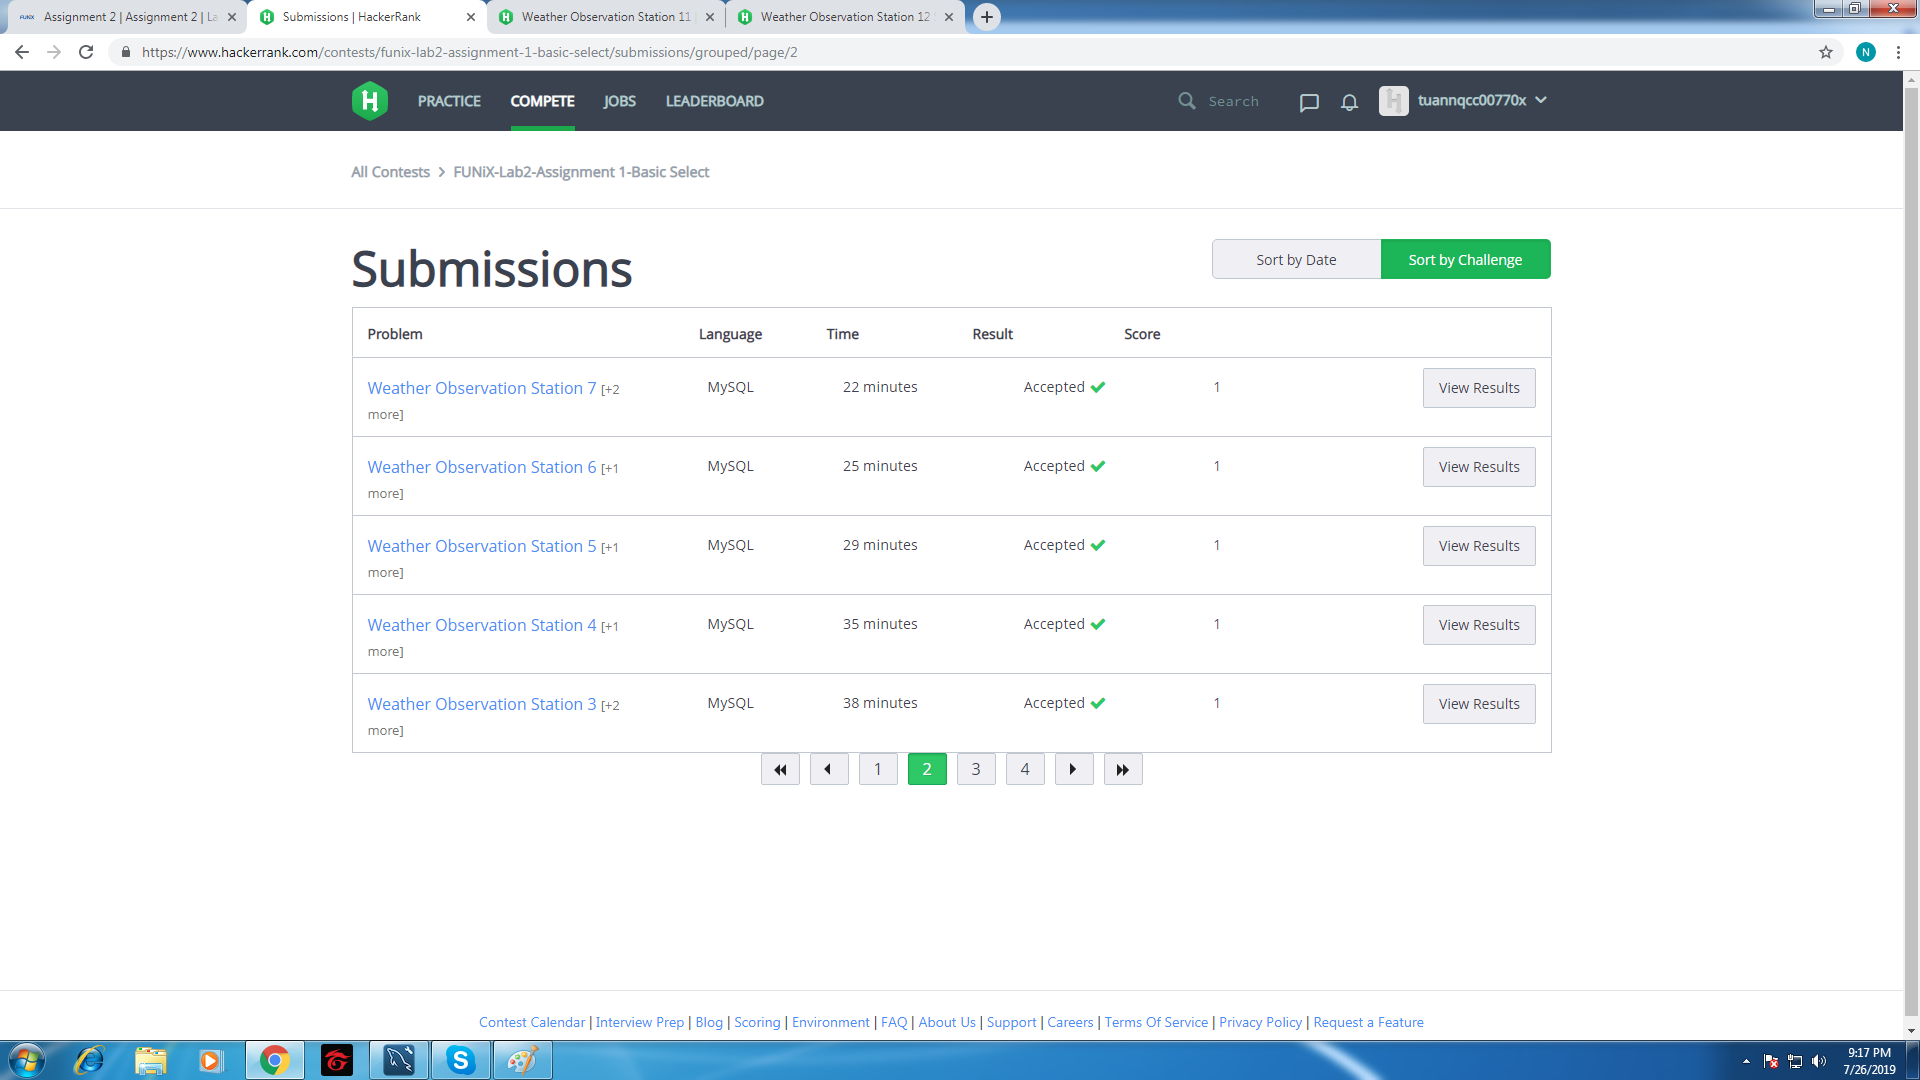 FUNiX Assignment 2 | Assignment 2 | La
Submissions | HackerRank
Weather Observation Station 11
Weather Observation Station 12
https://www.hackerrank.com/contests/funix-lab2-assignment-1-basic-select/submissions/grouped/page/2
N
PRACTICE COMPETE JOBS LEADERBOARD Search tuannqcc00770x
All Contests > FUNiX-Lab2-Assignment 1-Basic Select
Submissions
Sort by Date Sort by Challenge
Problem Language Time Result Score
Weather Observation Station 7 [+2 MySQL 22 minutes Accepted 1 View Results
more]
Weather Observation Station 6 [+1 MySQL 25 minutes Accepted 1 View Results
more]
Weather Observation Station 5 [+1 MySQL 29 minutes Accepted 1 View Results
more]
Weather Observation Station 4 [+1 MySQL 35 minutes Accepted 1 View Results
more]
Weather Observation Station 3 [+2 MySQL 38 minutes Accepted 1 View Results
more]
1 2 3 4
Contest Calendar | Interview Prep | Blog | Scoring | Environment | FAQ | About Us | Support | Careers | Terms Of Service | Privacy Policy | Request a Feature
9:17 PM
7/26/2019